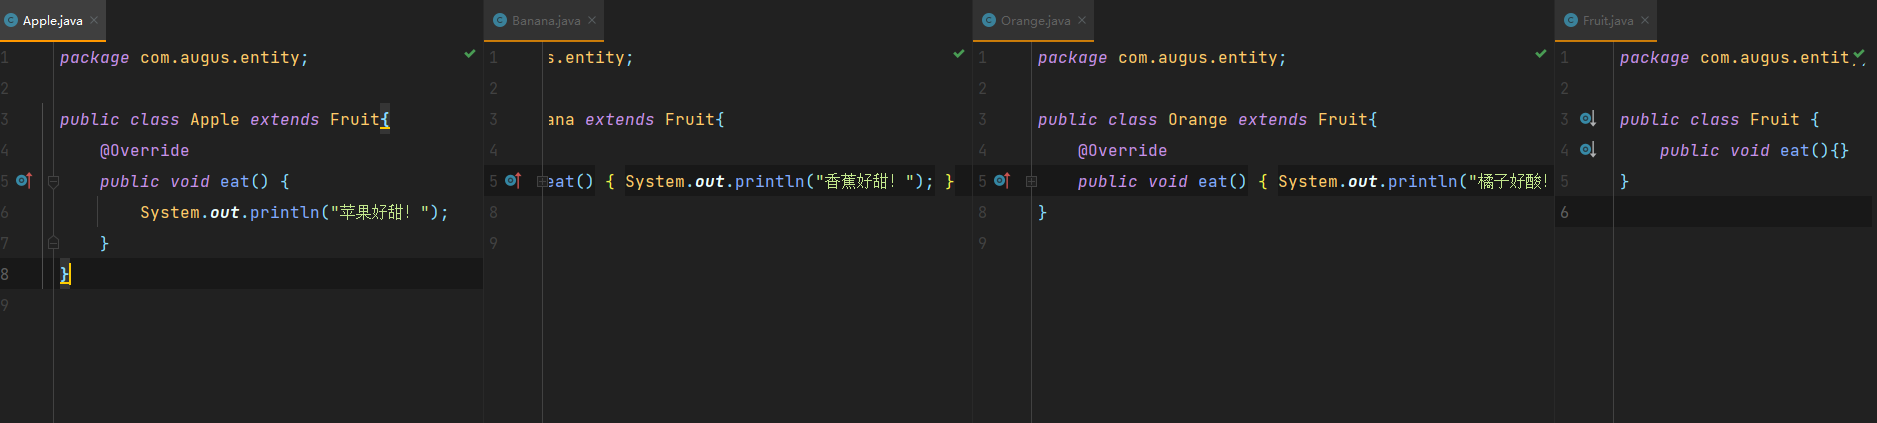 Apple.java
1 package com.augus.entity;
2
3 public class Apple extends Fruit{
4 @Override
5 public void eat() {
6 System.out.println("苹果好甜！");
7 }
8 }
9
Banana.java
1 s.entity;
2
3 ana extends Fruit{
4
5 eat() { System.out.println("香蕉好甜！"); }
8
9
Orange.java
1 package com.augus.entity;
2
3 public class Orange extends Fruit{
4 @Override
5 public void eat() { System.out.println("橘子好酸！
8 }
9
Fruit.java
1 package com.augus.entity;
2
3 public class Fruit {
4 public void eat(){}
5 }
6